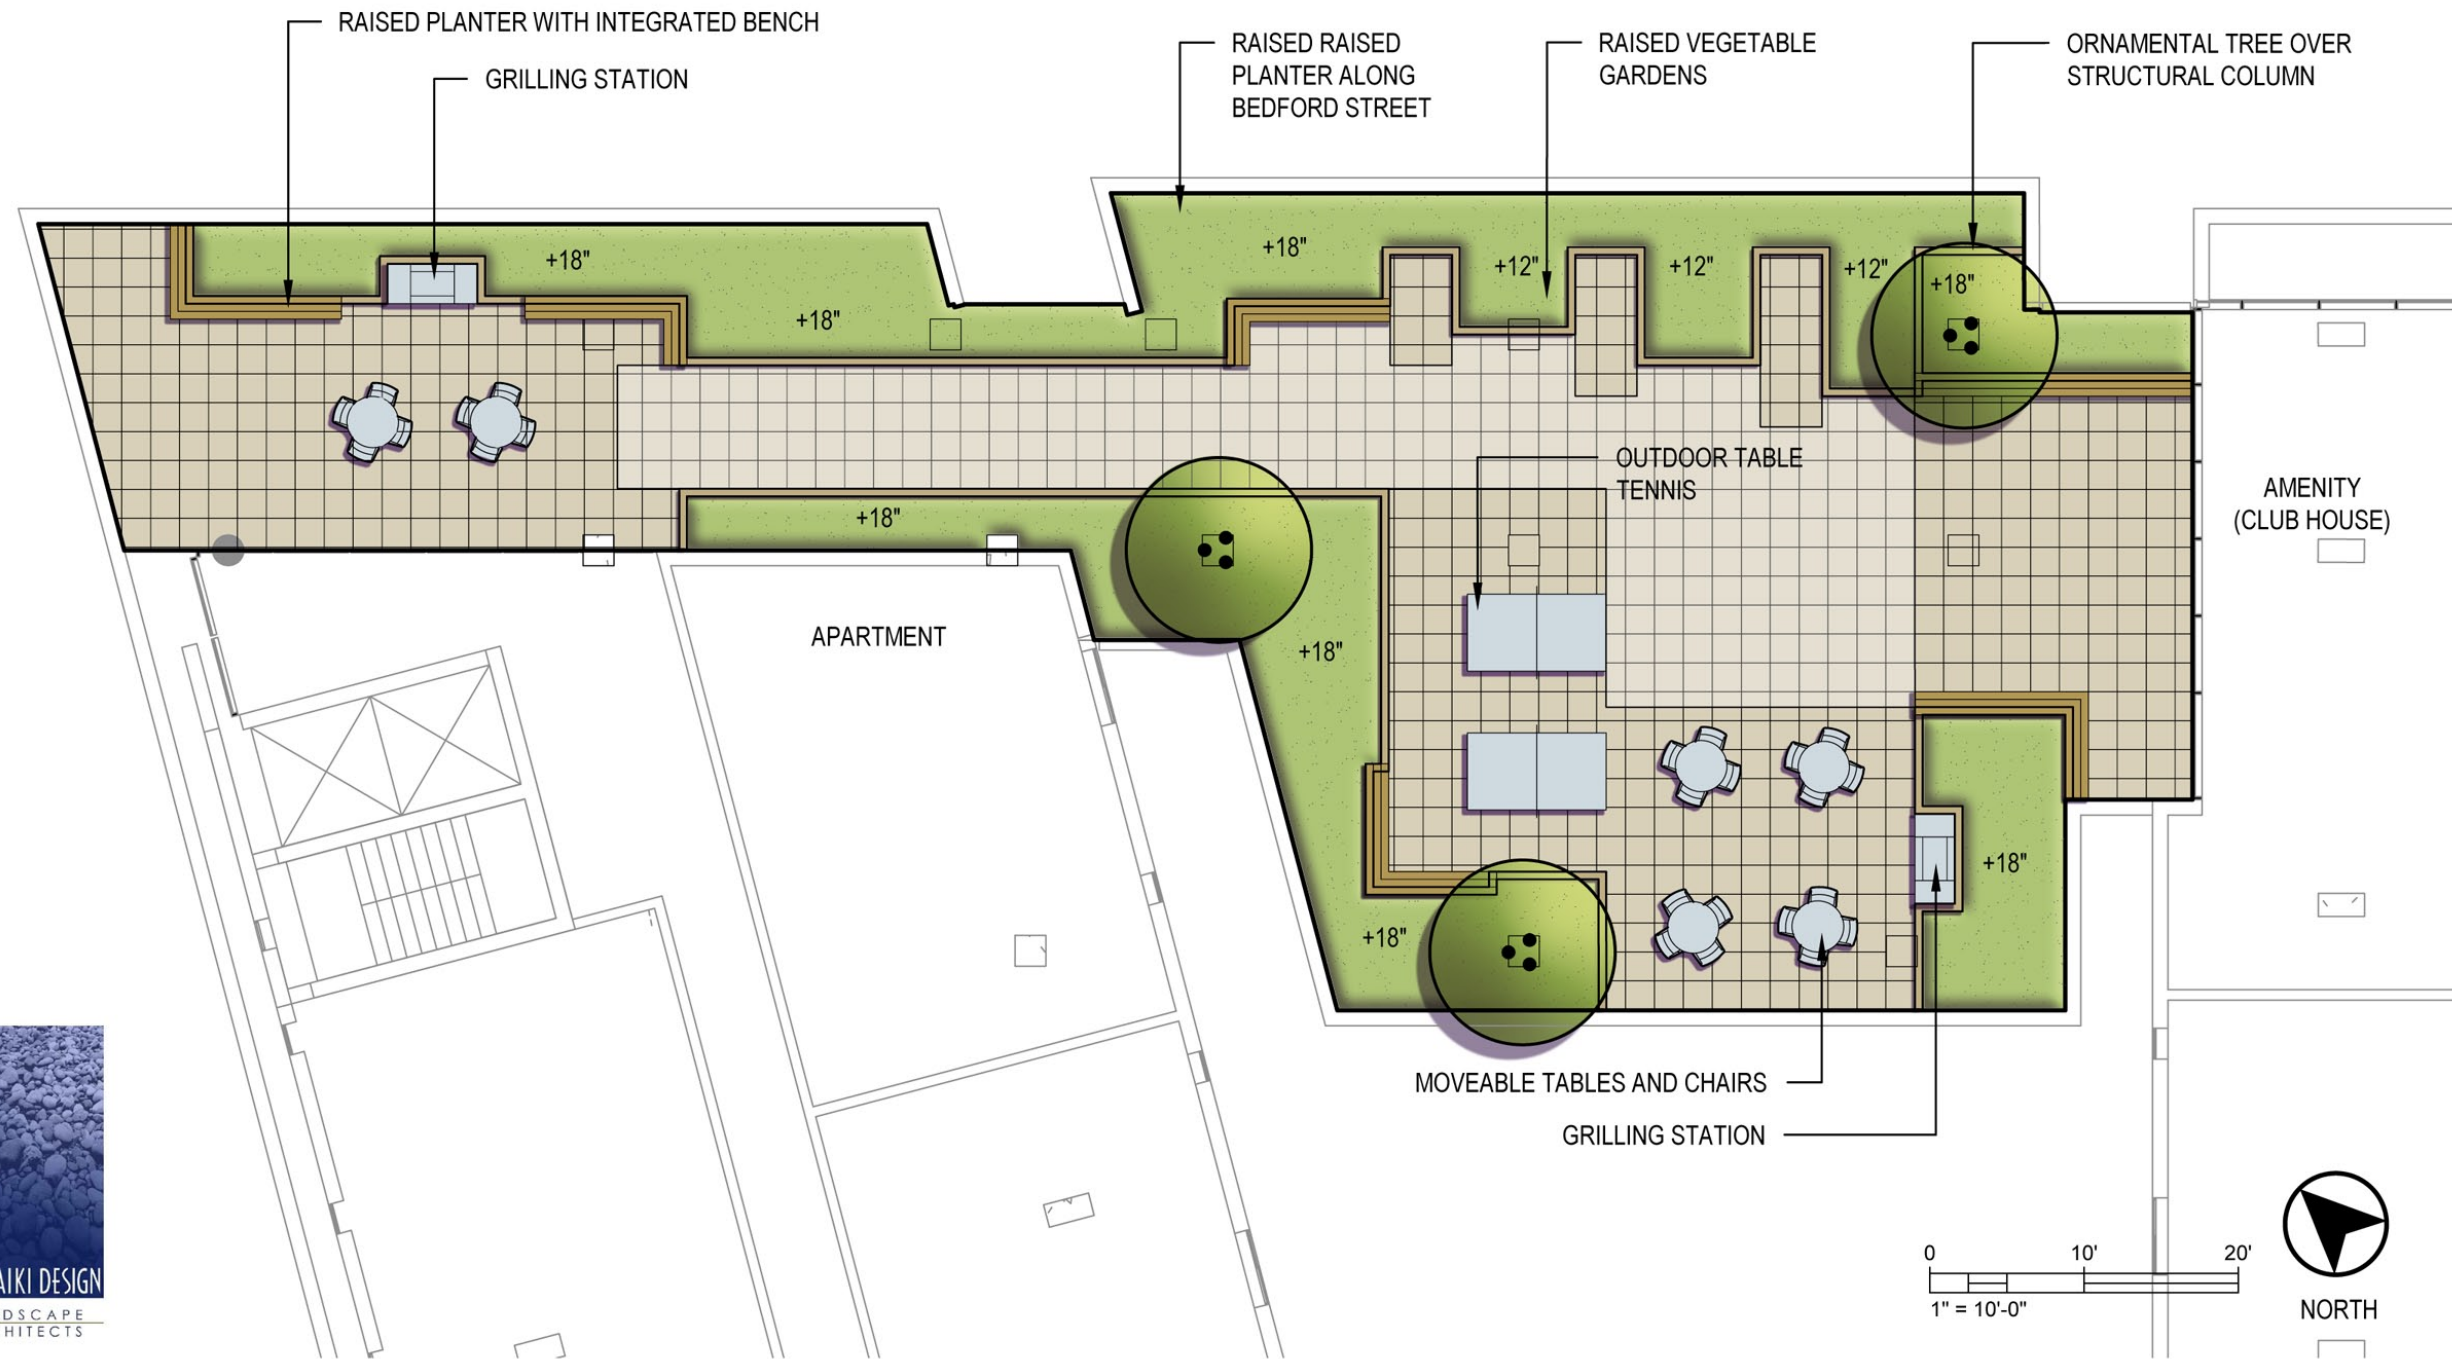 RAISED PLANTER WITH INTEGRATED BENCH
GRILLING STATION
RAISED RAISED
PLANTER ALONG
BEDFORD STREET
RAISED VEGETABLE
GARDENS
ORNAMENTAL TREE OVER
STRUCTURAL COLUMN
+18"
+18"
+18"
+12"
+12"
+12"
+18"
OUTDOOR TABLE
TENNIS
AMENITY
(CLUB HOUSE)
+18"
APARTMENT
+18"
+18"
+18"
MOVEABLE TABLES AND CHAIRS
GRILLING STATION
0 10' 20'
1" = 10'-0"
NORTH
AIKI DESIGN
DSCAPE
HITECTS